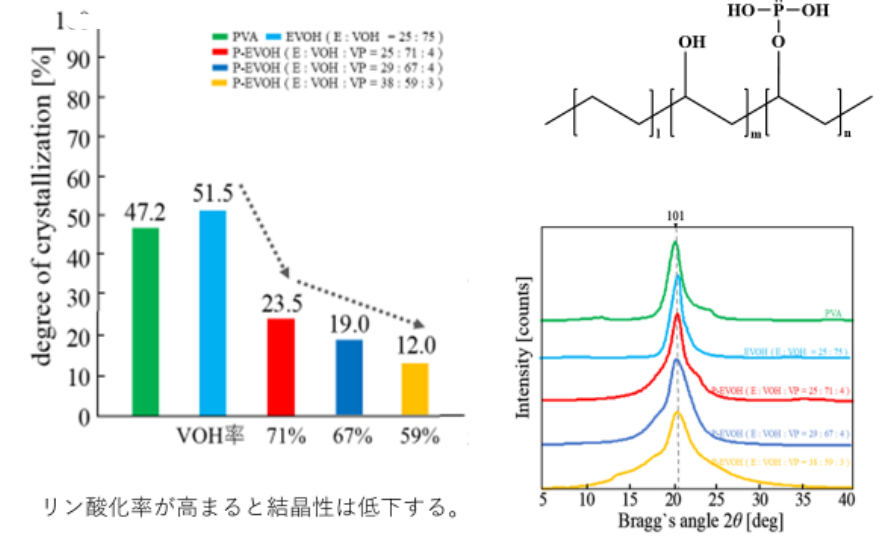 degree of crystallization [%]
90
80
70
60
50
40
30
20
10
0
PVA EVOH ( E : VOH = 25 : 75 )
P-EVOH ( E : VOH : VP = 25 : 71 : 4 )
P-EVOH ( E : VOH : VP = 29 : 67 : 4 )
P-EVOH ( E : VOH : VP = 38 : 59 : 3 )
47.2
51.5
23.5
19.0
12.0
VOH率 71% 67% 59%
リン酸化率が高まると結晶性は低下する。
HO P OH
OH O
l m n
101
Intensity [counts]
PVA
EVOH ( E : VOH = 25 : 75 )
P-EVOH ( E : VOH : VP = 25 : 71 : 4 )
P-EVOH ( E : VOH : VP = 29 : 67 : 4 )
P-EVOH ( E : VOH : VP = 38 : 59 : 3 )
5 10 15 20 25 30 35 40
Bragg`s angle 2θ [deg]